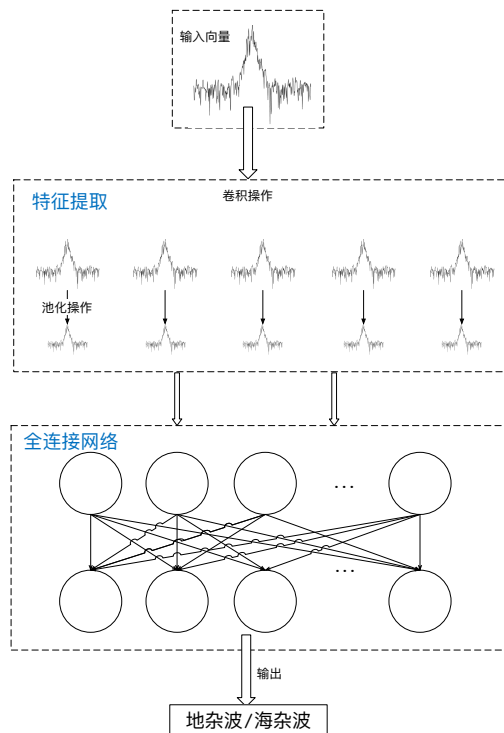 输入向量
卷积操作
特征提取
池化操作
全连接网络
...
...
输出
地杂波/海杂波